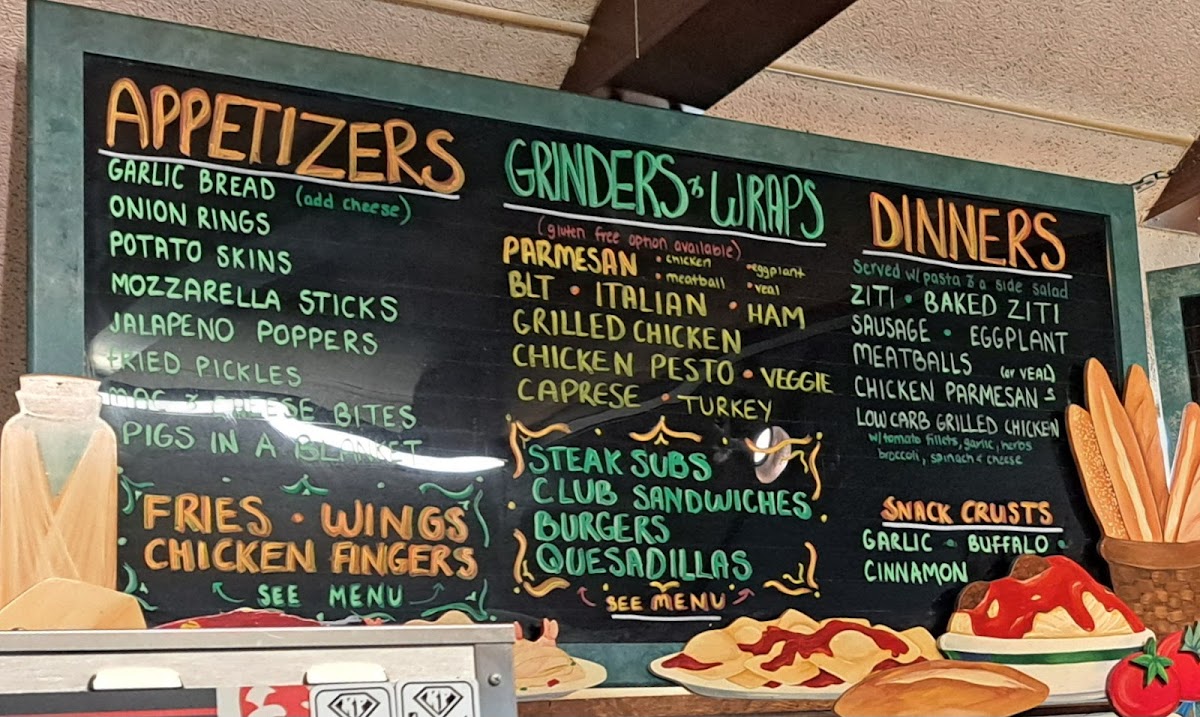 APPETIZERS
GARLIC BREAD (add cheese)
ONION RINGS
POTATO SKINS
MOZZARELLA STICKS
JALAPENO POPPERS
FRIED PICKLES
MAC & CHEESE BITES
PIGS IN A BLANKET
FRIES • WINGS
CHICKEN FINGERS
SEE MENU
GRINDERS & WRAPS
(gluten free option available)
PARMESAN • chicken • eggplant
• meatball • veal
BLT • ITALIAN • HAM
GRILLED CHICKEN
CHICKEN PESTO • VEGGIE
CAPRESE • TURKEY
STEAK SUBS
CLUB SANDWICHES
BURGERS
QUESADILLAS
SEE MENU
DINNERS
Served w/ pasta & a side salad
ZITI • BAKED ZITI
SAUSAGE • EGGPLANT
MEATBALLS (or VEAL)
CHICKEN PARMESAN
LOW CARB GRILLED CHICKEN
w/ tomato fillets, garlic, herbs
broccoli, spinach & cheese
SNACK CRUSTS
GARLIC • BUFFALO •
CINNAMON